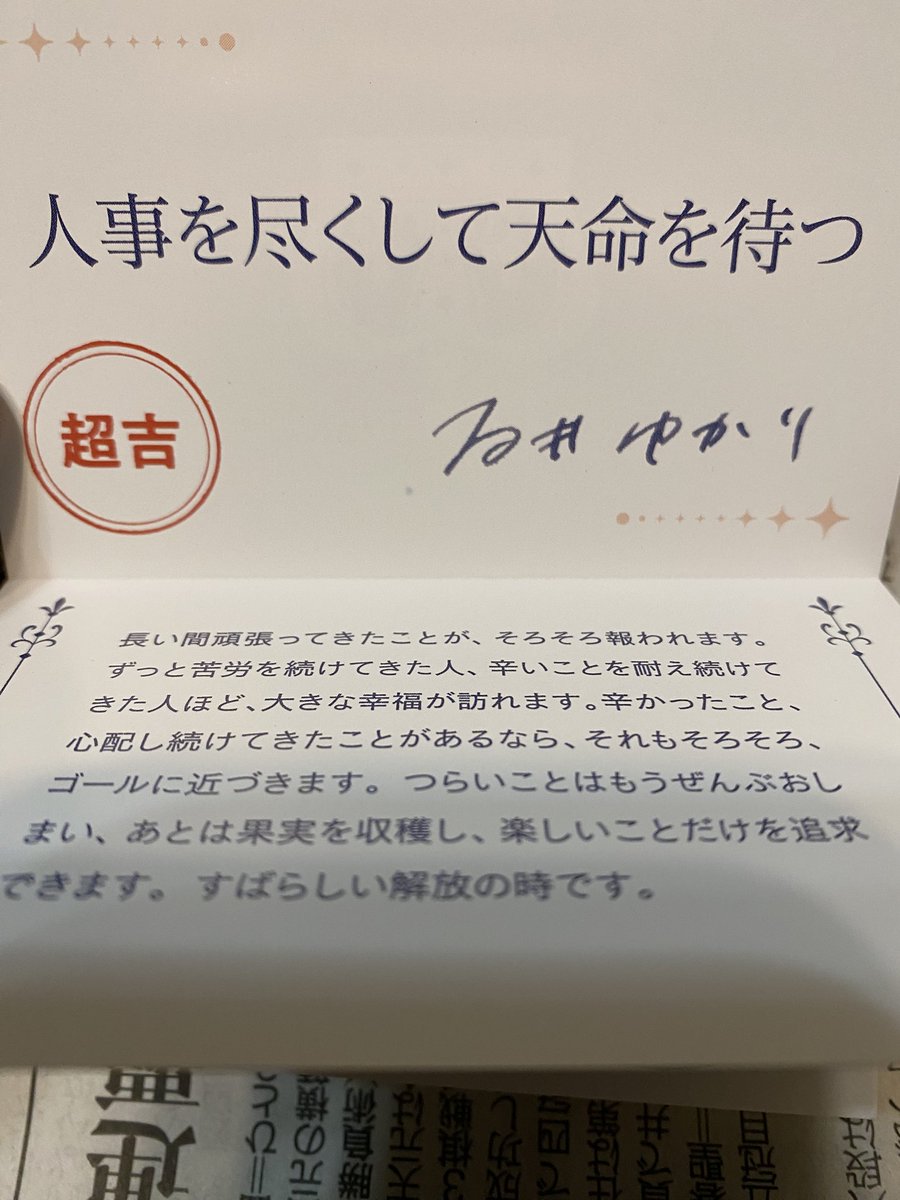 人事を尽くして天命を待つ
超吉
石井ゆかり
長い間頑張ってきたことが、そろそろ報われます。
ずっと苦労を続けてきた人、辛いことを耐え続けて
きた人ほど、大きな幸福が訪れます。辛かったこと、
心配し続けてきたことがあるなら、それもそろそろ、
ゴールに近づきます。つらいことはもうぜんぶおし
まい、あとは果実を収穫し、楽しいことだけを追求
できます。すばらしい解放の時です。